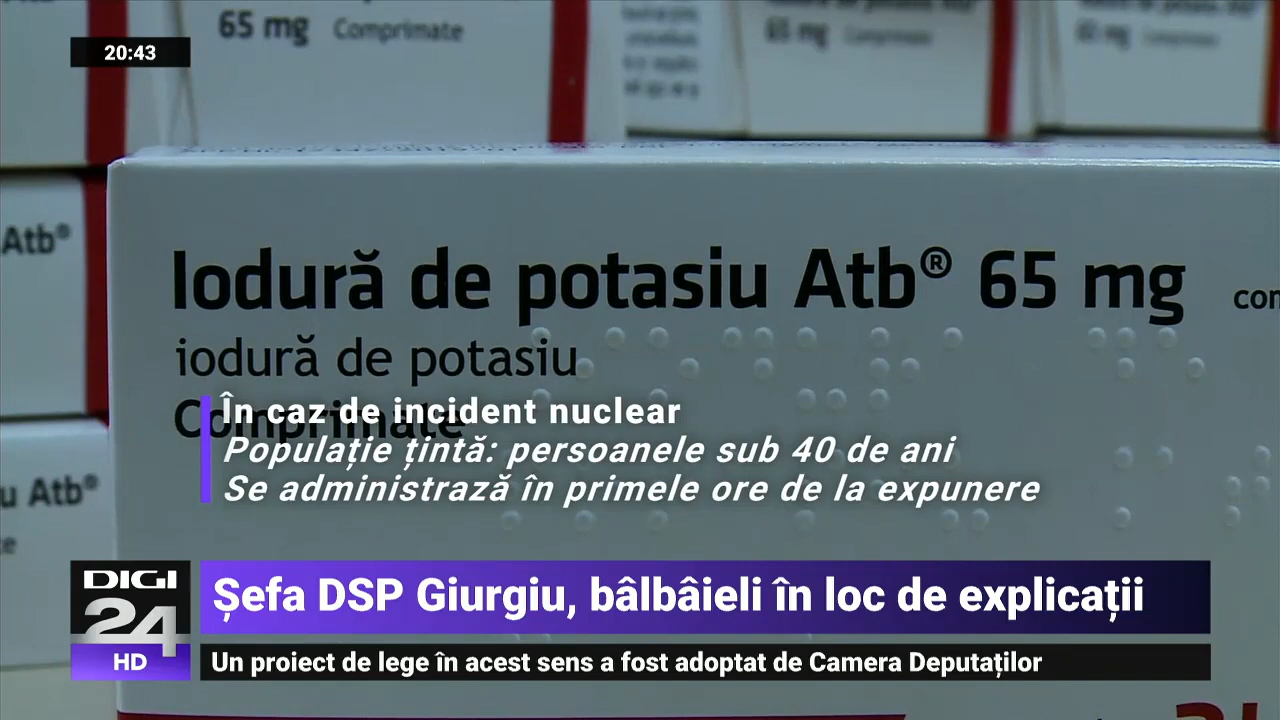 65 mg Comprimate
65 mg Comprimate
20:43
Atb®
Iodură de potasiu Atb® 65 mg
iodură de potasiu
Comprimate
În caz de incident nuclear
Populație țintă: persoanele sub 40 de ani
Se administrază în primele ore de la expunere
u Atb®
DIGI
24
HD
Șefa DSP Giurgiu, bâlbâieli în loc de explicații
Un proiect de lege în acest sens a fost adoptat de Camera Deputaților